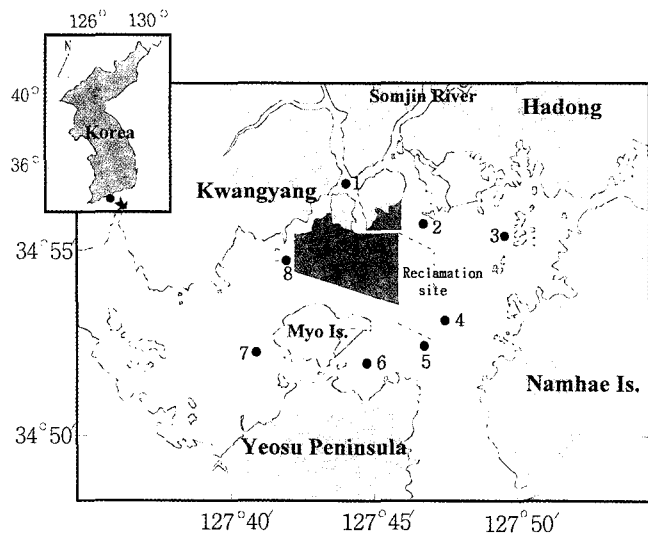 126° 130°
N
40°
Korea
36°
Somjin River
Hadong
Kwangyang
1
2
3
34°55′
8
Reclamation
site
4
Myo Is.
7
6
5
Namhae Is.
34°50′
Yeosu Peninsula
127°40′ 127°45′ 127°50′